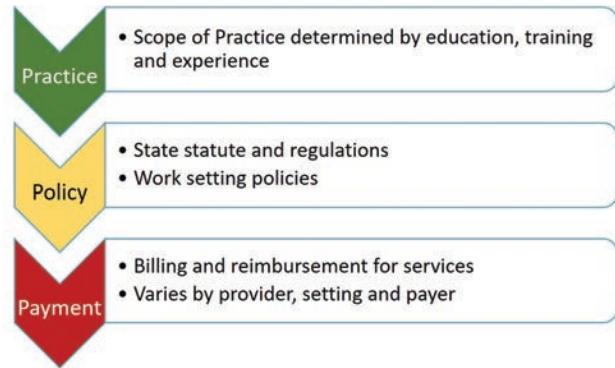 Practice
• Scope of Practice determined by education, training
and experience
Policy
• State statute and regulations
• Work setting policies
Payment
• Billing and reimbursement for services
• Varies by provider, setting and payer